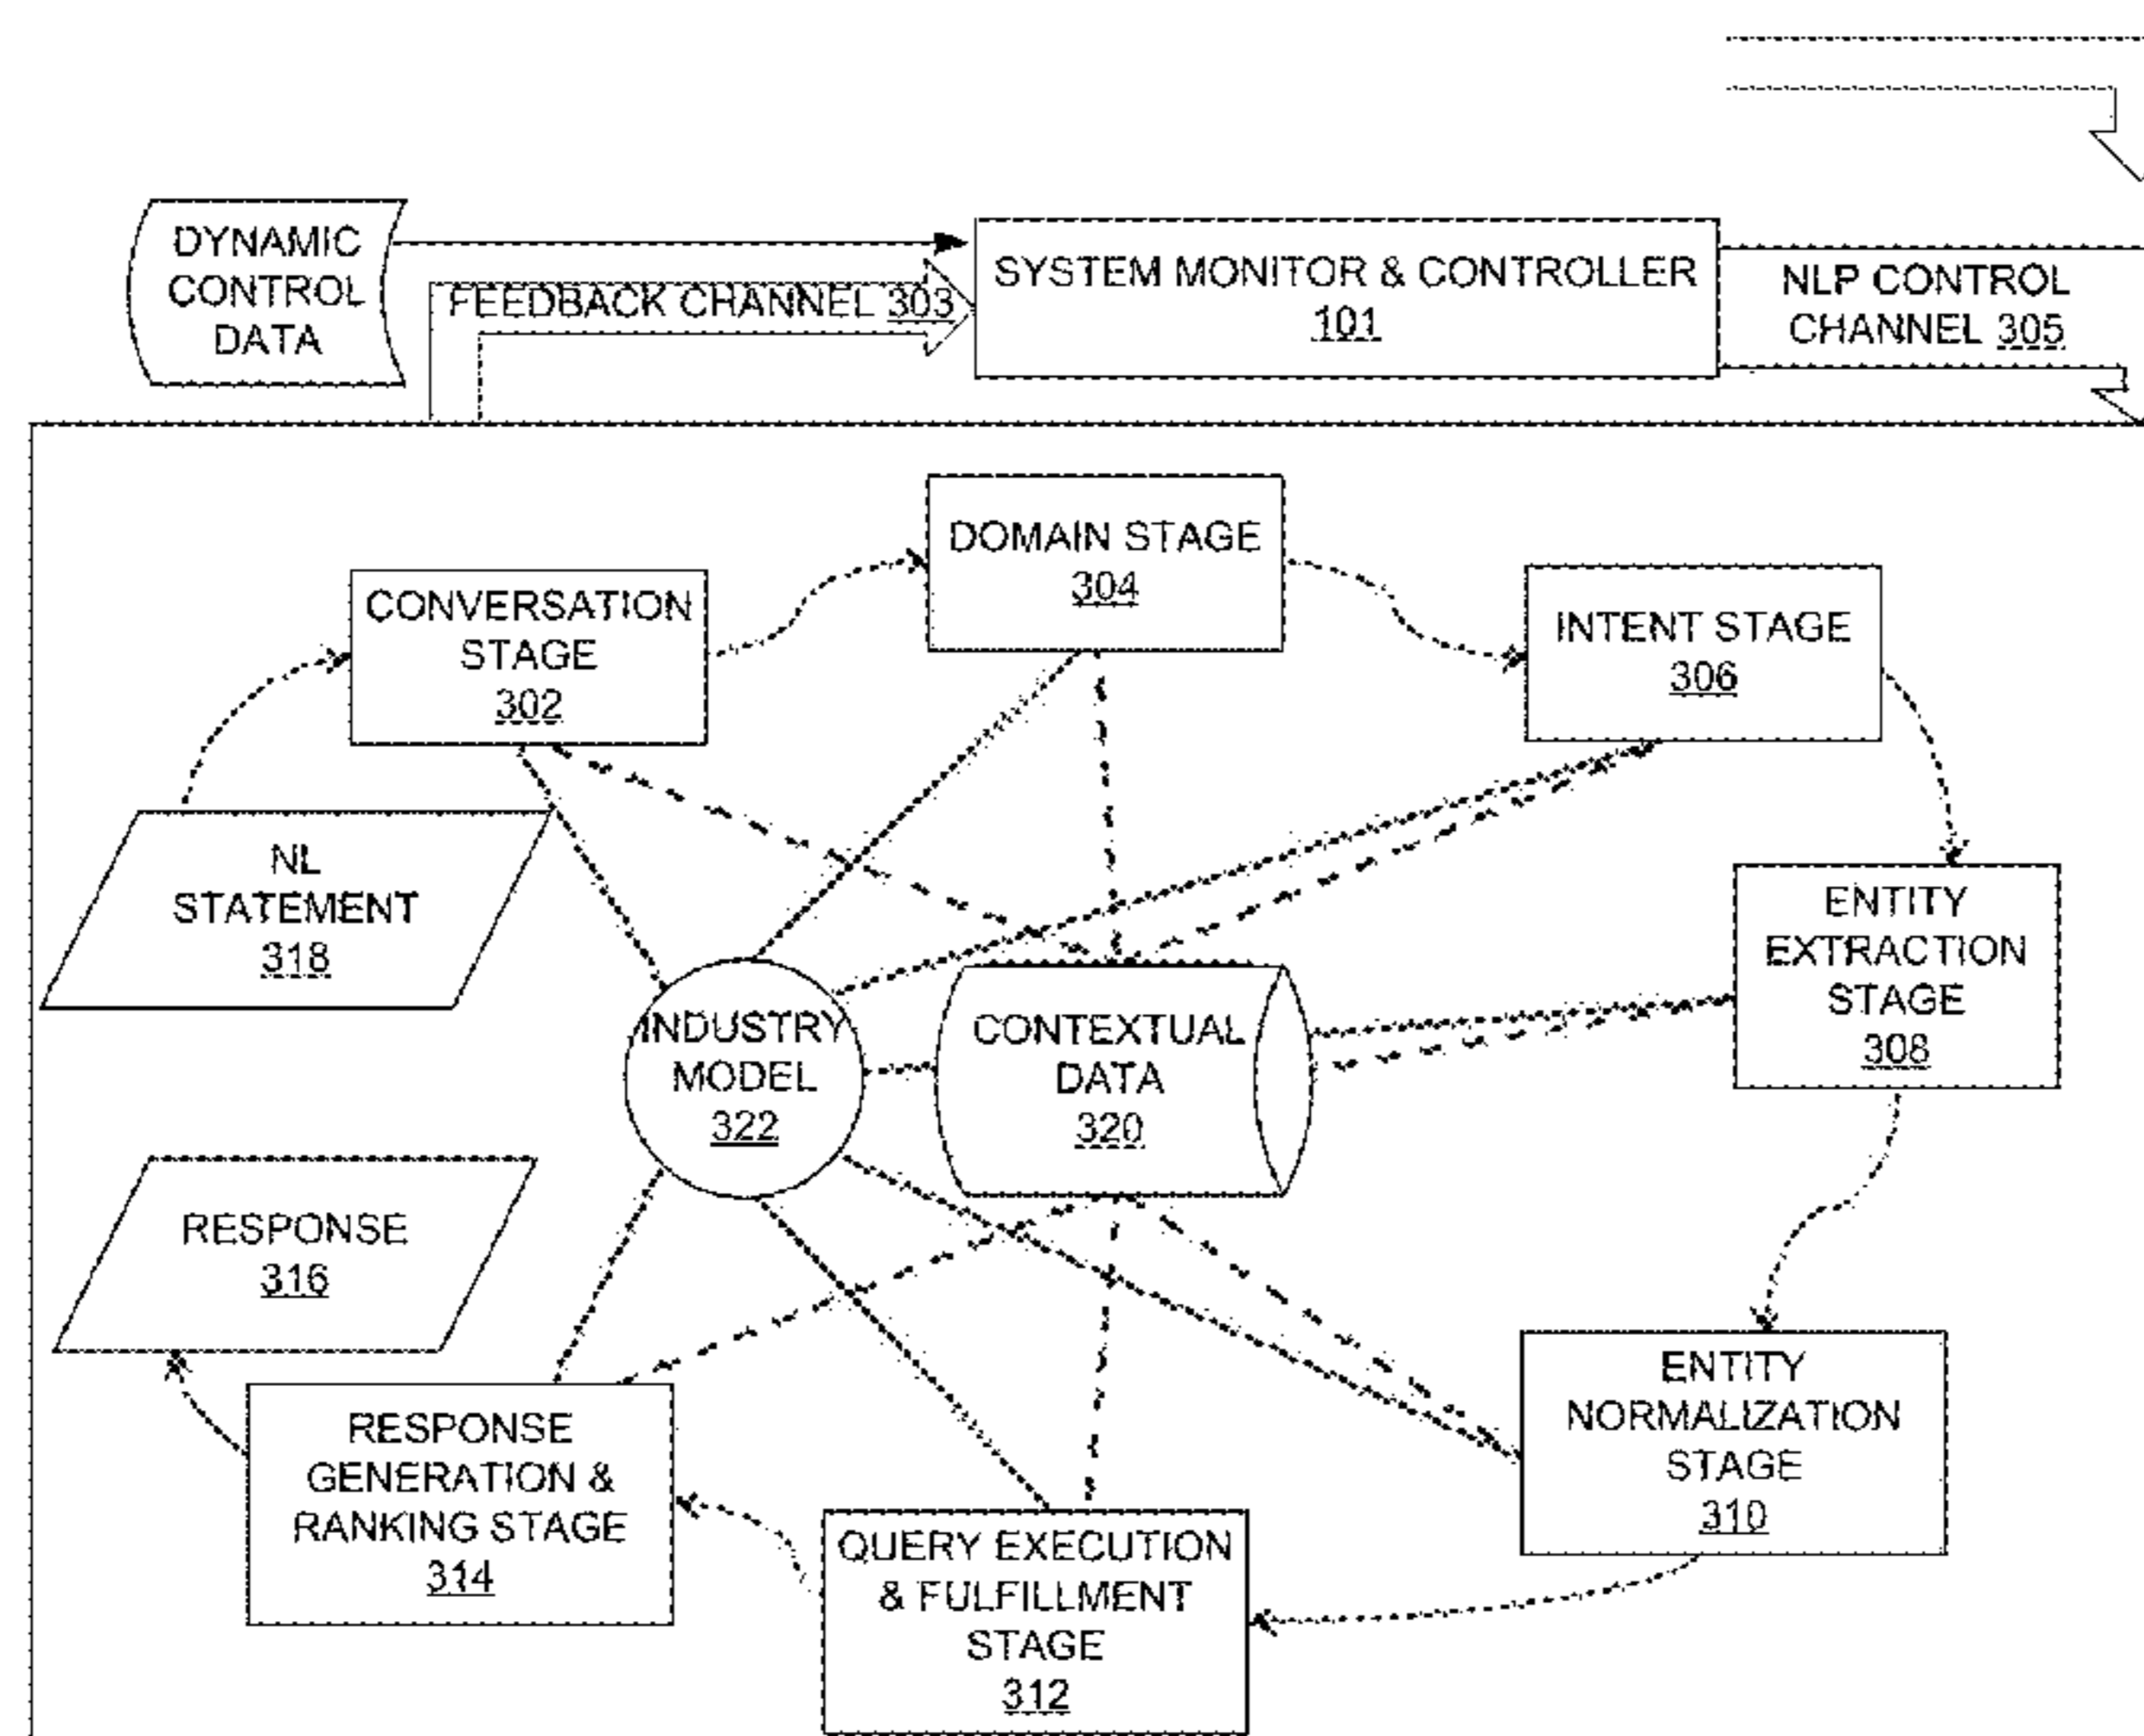 DYNAMIC
CONTROL
DATA
FEEDBACK CHANNEL 303
SYSTEM MONITOR & CONTROLLER
101
NLP CONTROL
CHANNEL 305
DOMAIN STAGE
304
CONVERSATION
STAGE
302
INTENT STAGE
306
NL
STATEMENT
318
ENTITY
EXTRACTION
STAGE
308
INDUSTRY
MODEL
322
CONTEXTUAL
DATA
320
RESPONSE
316
ENTITY
NORMALIZATION
STAGE
310
RESPONSE
GENERATION &
RANKING STAGE
314
QUERY EXECUTION
& FULFILLMENT
STAGE
312